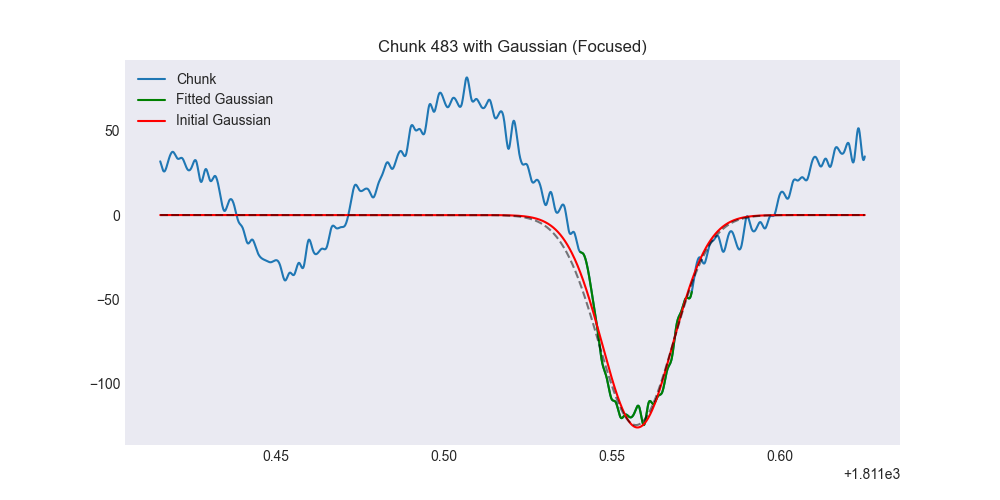 Chunk 483 with Gaussian (Focused)
Chunk
Fitted Gaussian
Initial Gaussian
50
0
−50
−100
0.45 0.50 0.55 0.60
+1.811e3